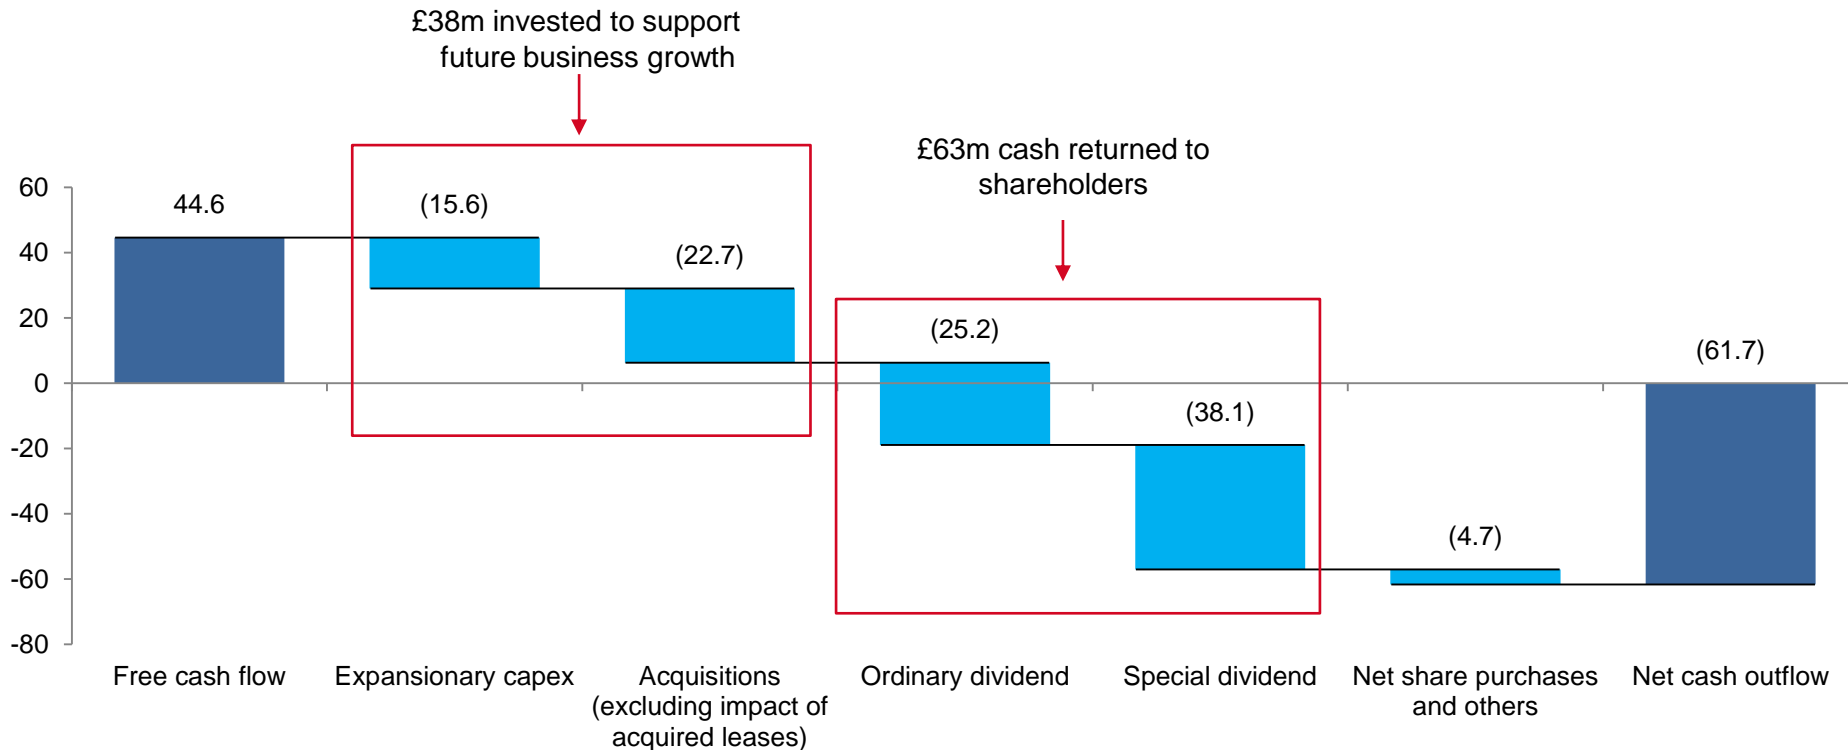 £38m invested to support
future business growth
£63m cash returned to
shareholders
60
40
20
0
-20
-40
-60
-80
44.6
(15.6)
(22.7)
(25.2)
(38.1)
(4.7)
(61.7)
Free cash flow
Expansionary capex
Acquisitions
(excluding impact of
acquired leases)
Ordinary dividend
Special dividend
Net share purchases
and others
Net cash outflow